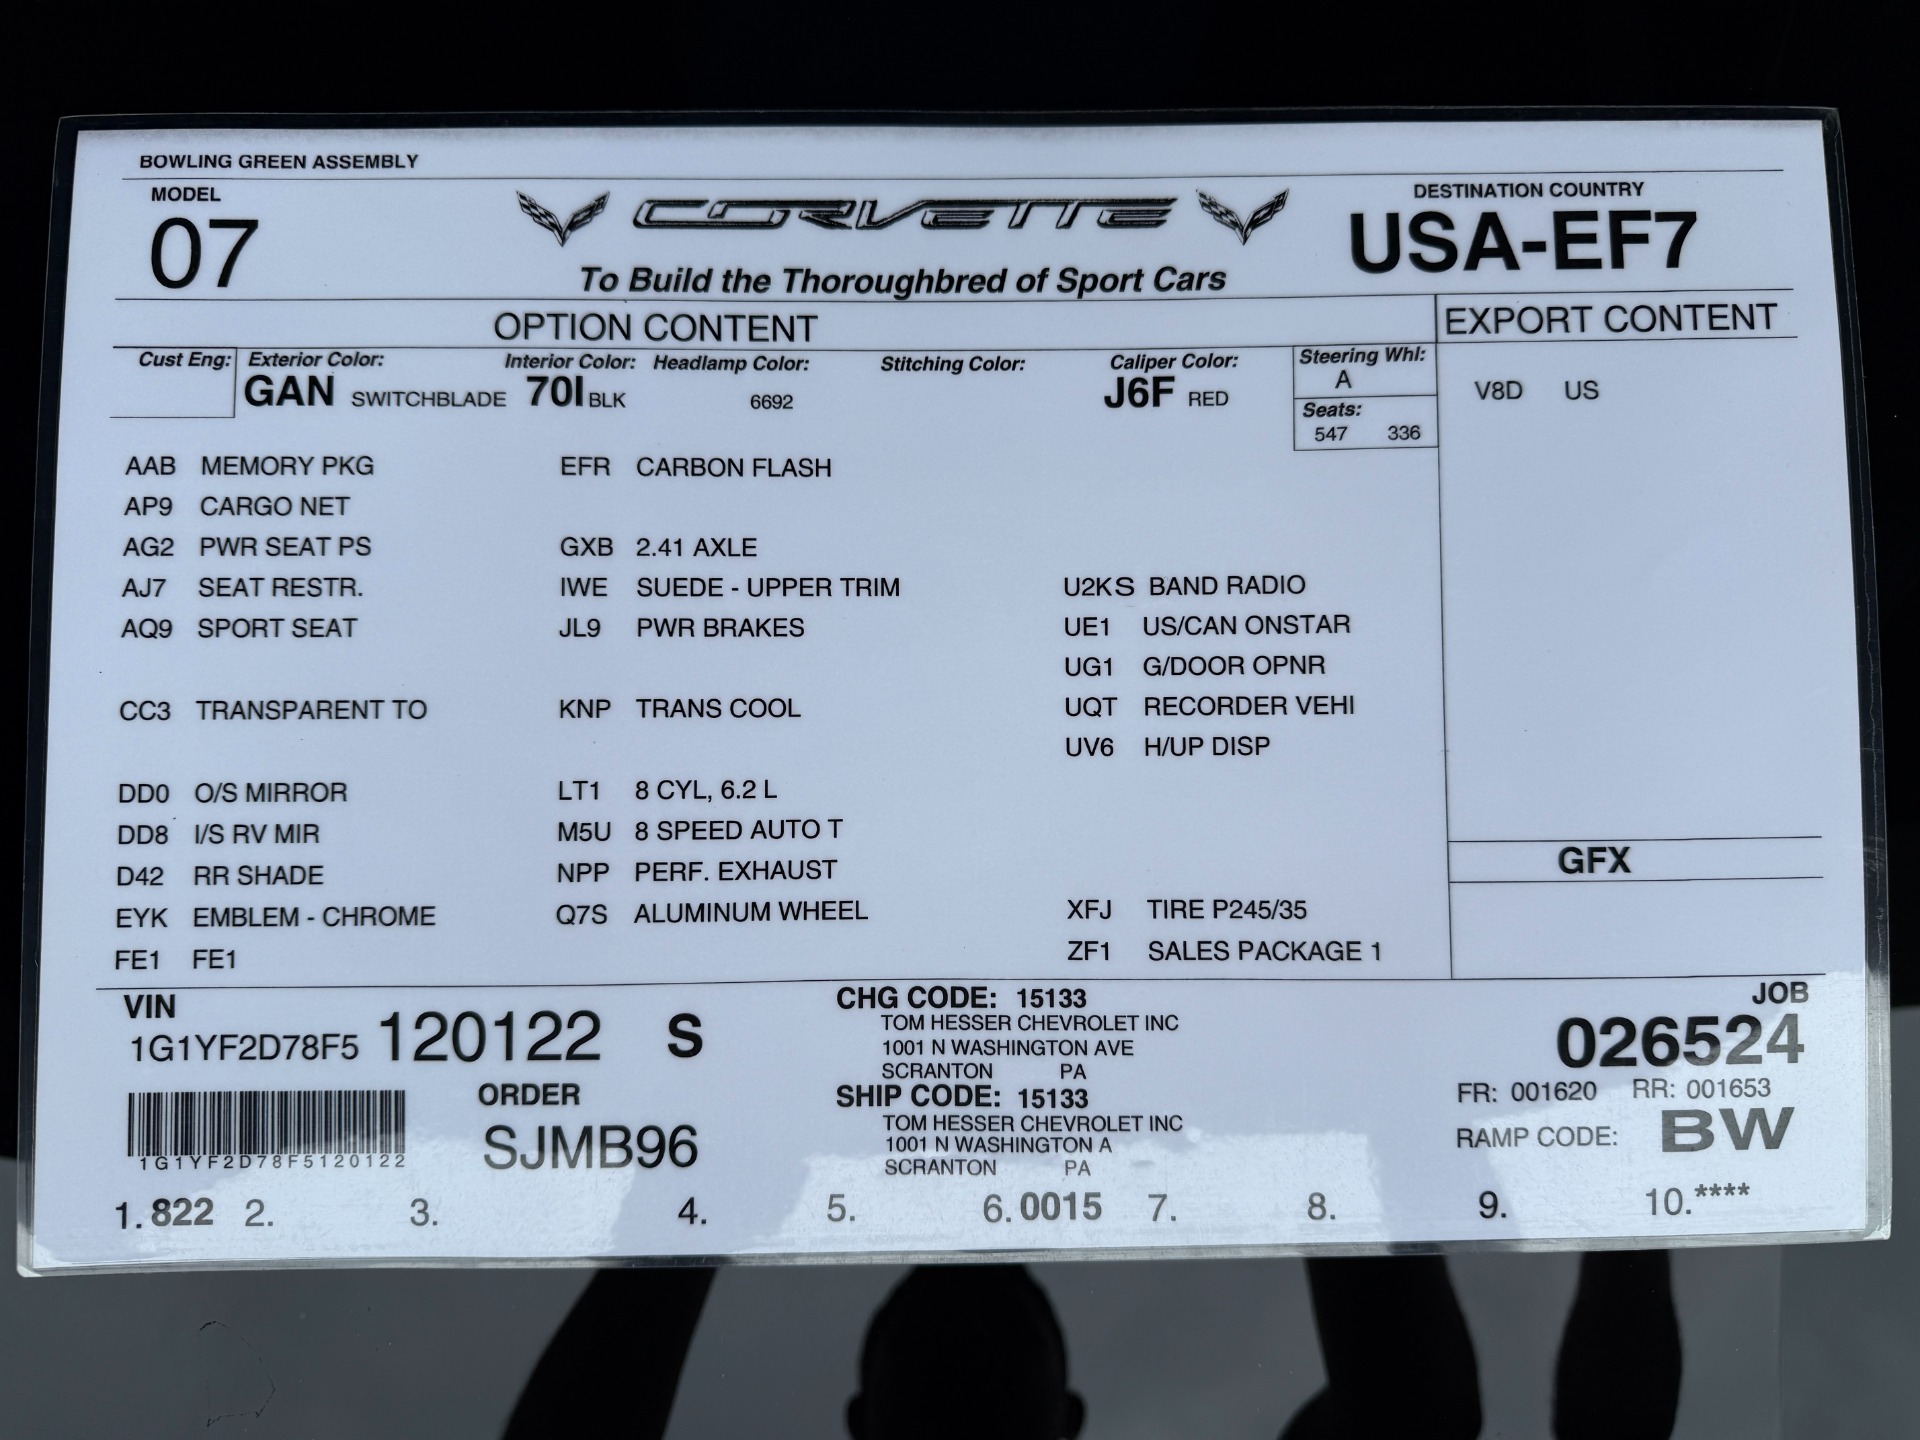 BOWLING GREEN ASSEMBLY
MODEL
07
CORVETTE
To Build the Thoroughbred of Sport Cars
DESTINATION COUNTRY
USA-EF7
OPTION CONTENT
EXPORT CONTENT
Cust Eng: Exterior Color: Interior Color: Headlamp Color: Stitching Color: Caliper Color: Steering Whl:
GAN SWITCHBLADE 70I BLK 6692 J6F RED A
Seats:
547 336
V8D US
AAB MEMORY PKG EFR CARBON FLASH
AP9 CARGO NET
AG2 PWR SEAT PS GXB 2.41 AXLE
AJ7 SEAT RESTR. IWE SUEDE - UPPER TRIM U2KS BAND RADIO
AQ9 SPORT SEAT JL9 PWR BRAKES UE1 US/CAN ONSTAR
UG1 G/DOOR OPNR
CC3 TRANSPARENT TO KNP TRANS COOL UQT RECORDER VEHI
UV6 H/UP DISP
DD0 O/S MIRROR LT1 8 CYL, 6.2 L
DD8 I/S RV MIR M5U 8 SPEED AUTO T
D42 RR SHADE NPP PERF. EXHAUST GFX
EYK EMBLEM - CHROME Q7S ALUMINUM WHEEL XFJ TIRE P245/35
FE1 FE1 ZF1 SALES PACKAGE 1
VIN
1G1YF2D78F5 120122 S
1G1YF2D78F5120122
ORDER
SJMB96
CHG CODE: 15133
TOM HESSER CHEVROLET INC
1001 N WASHINGTON AVE
SCRANTON PA
SHIP CODE: 15133
TOM HESSER CHEVROLET INC
1001 N WASHINGTON A
SCRANTON PA
JOB
026524
FR: 001620 RR: 001653
RAMP CODE: BW
1. 822 2. 3. 4. 5. 6. 0015 7. 8. 9. 10. ****